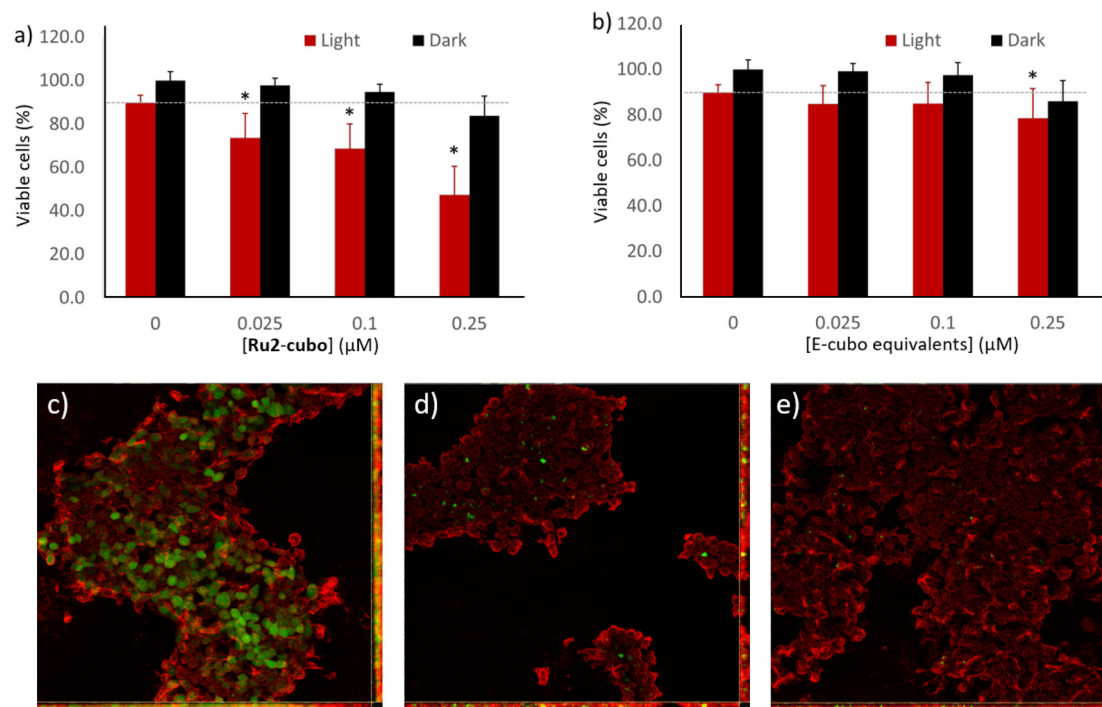 a)
120.0
100.0
80.0
60.0
40.0
20.0
0.0
Viable cells (%)
Light Dark
* * *
0 0.025 0.1 0.25
[Ru2-cubo] (μM)
b)
120.0
100.0
80.0
60.0
40.0
20.0
0.0
Viable cells (%)
Light Dark
*
0 0.025 0.1 0.25
[E-cubo equivalents] (μM)
c)
d)
e)